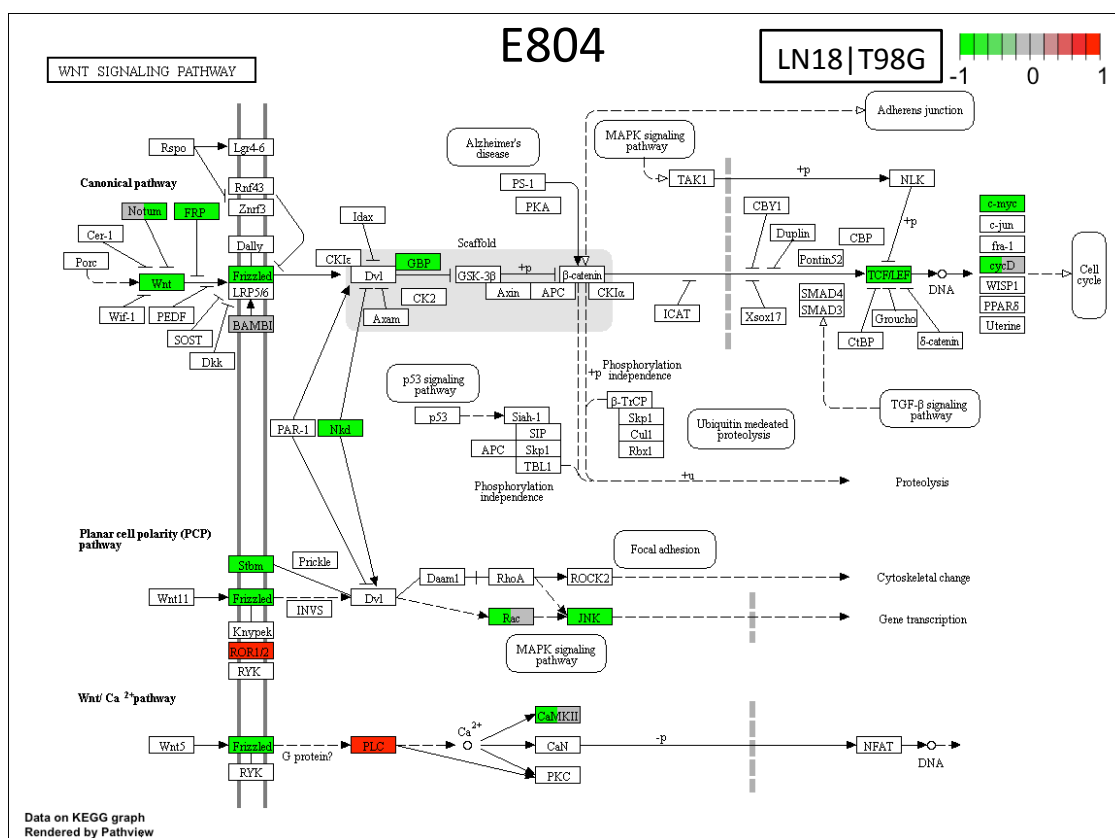 E804
WNT SIGNALING PATHWAY
LN18|T98G
-1 0 1
Rspo
Lgr4-6
Alzheimer's
disease
MAPK signaling
pathway
Adherens junction
Canonical pathway
Rnf43
Znrf3
PS-1
PKA
TAK1
+p
NLK
Notum
FRP
Idax
CBY1
+p
c-myc
Cer-1
Dally
CKIε
Scaffold
Duplin
CBP
c-jun
Porc
Wnt
Frizzled
LRP5/6
Dvl
GBP
GSK-3β
+p
β-catenin
Pontin52
TCF/LEF
DNA
fra-1
cycD
Cell
cycle
Axin
APC
CKIα
CK2
Axam
Wif-1
PEDF
BAMBI
SOST
Dkk
ICAT
Xsox17
SMAD4
SMAD3
Groucho
CtBP
δ-catenin
WISP1
PPARδ
Uterine
p53 signaling
pathway
Phosphorylation
independence
+p
TGF-β signaling
pathway
PAR-1
Nkd
p53
Siah-1
SIP
APC
Skp1
TBL1
β-TrCP
Skp1
Cul1
Rbx1
Ubiquitin medeated
proteolysis
Phosphorylation
independence
+u
Proteolysis
Planar cell polarity (PCP)
pathway
Stbm
Prickle
Focal adhesion
Daam1
RhoA
ROCK2
Cytoskeletal change
Wnt11
Frizzled
INVS
Dvl
Rac
JNK
Gene transcription
Knypek
ROR1/2
RYK
MAPK signaling
pathway
Wnt/ Ca 2+pathway
CaMKII
Ca2+
Wnt5
Frizzled
G protein?
PLC
CaN
-p
NFAT
DNA
RYK
PKC
Data on KEGG graph
Rendered by Pathview